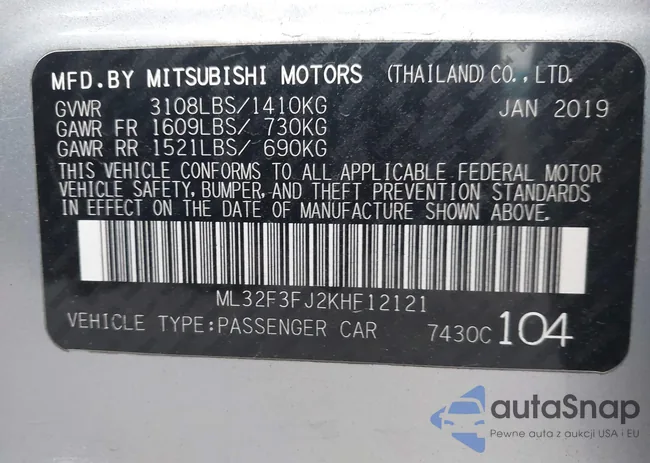 MFD.BY MITSUBISHI MOTORS (THAILAND)CO.,LTD.
GVWR 3108LBS/1410KG JAN 2019
GAWR FR 1609LBS/ 730KG
GAWR RR 1521LBS/ 690KG
THIS VEHICLE CONFORMS TO ALL APPLICABLE FEDERAL MOTOR
VEHICLE SAFETY, BUMPER, AND THEFT PREVENTION STANDARDS
IN EFFECT ON THE DATE OF MANUFACTURE SHOWN ABOVE.
ML32F3FJ2KHF12121
VEHICLE TYPE:PASSENGER CAR 7430C 104
autaSnap
Pewne auta z aukcji USA i EU